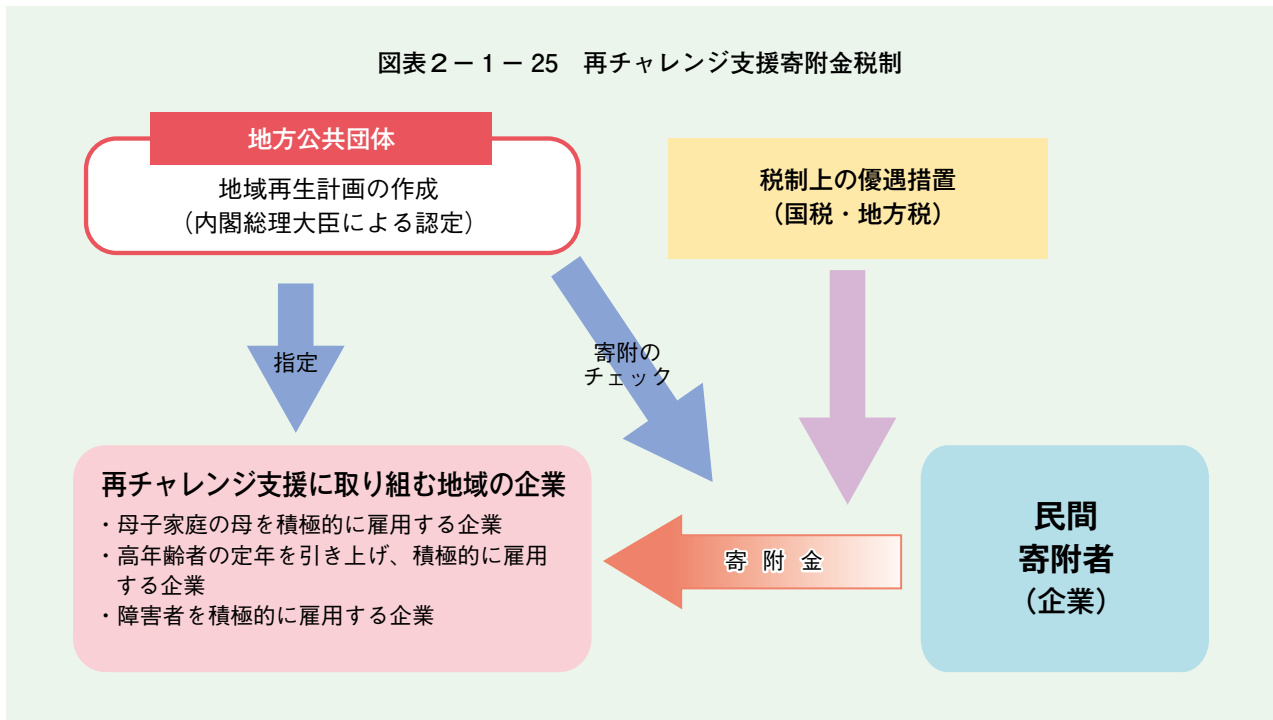 図表２－１－25　再チャレンジ支援寄附金税制
地方公共団体
地域再生計画の作成
（内閣総理大臣による認定）
税制上の優遇措置
（国税・地方税）
指定
寄附の
チェック
再チャレンジ支援に取り組む地域の企業
・母子家庭の母を積極的に雇用する企業
・高年齢者の定年を引き上げ、積極的に雇用
する企業
・障害者を積極的に雇用する企業
寄 附 金
民間
寄附者
（企業）